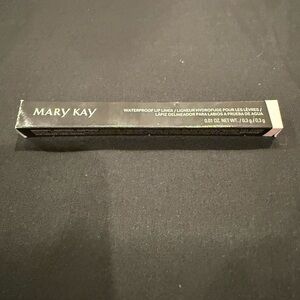 MARY KAY
WATERPROOF LIP LINER / LIGNEUR HYDROFUGE POUR LES LÈVRES /
LÁPIZ DELINEADOR PARA LABIOS A PRUEBA DE AGUA
0.01 OZ. NET WT. / 0,3 g / 0,3 g